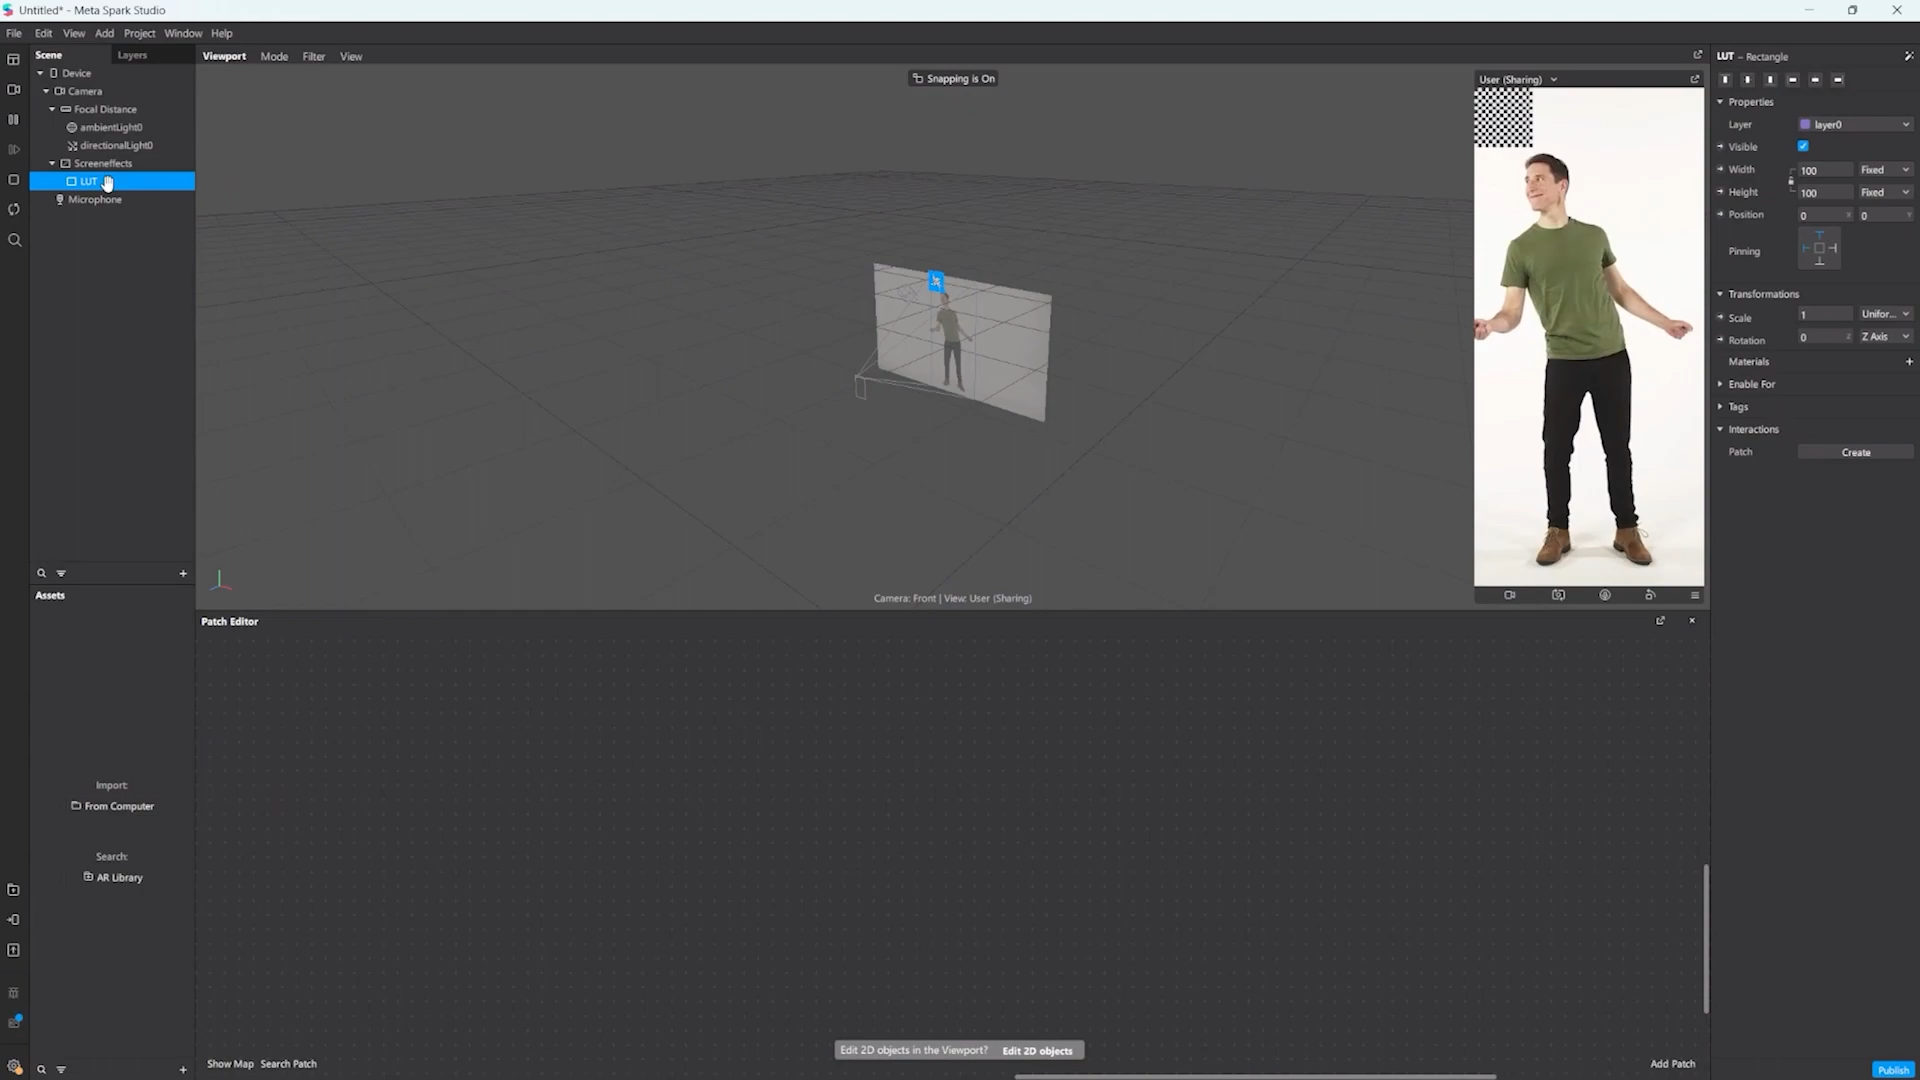 Untitled* - Meta Spark Studio
File Edit View Add Project Window Help
Scene Layers
Device
Camera
Focal Distance
ambientLight0
directionalLight0
Screeneffects
LUT
Microphone
Assets
Import:
From Computer
Search:
AR Library
Viewport Mode Filter View
Snapping is On
Camera: Front | View: User (Sharing)
User (Sharing)
Patch Editor
Edit 2D objects in the Viewport? Edit 2D objects
Show Map Search Patch
Add Patch
LUT – Rectangle
Properties
Layer layer0
Visible
Width 100 Fixed
Height 100 Fixed
Position 0 X 0 Y
Pinning
Transformations
Scale 1 Unifor...
Rotation 0 Z Z Axis
Materials
Enable For
Tags
Interactions
Patch Create
Publish